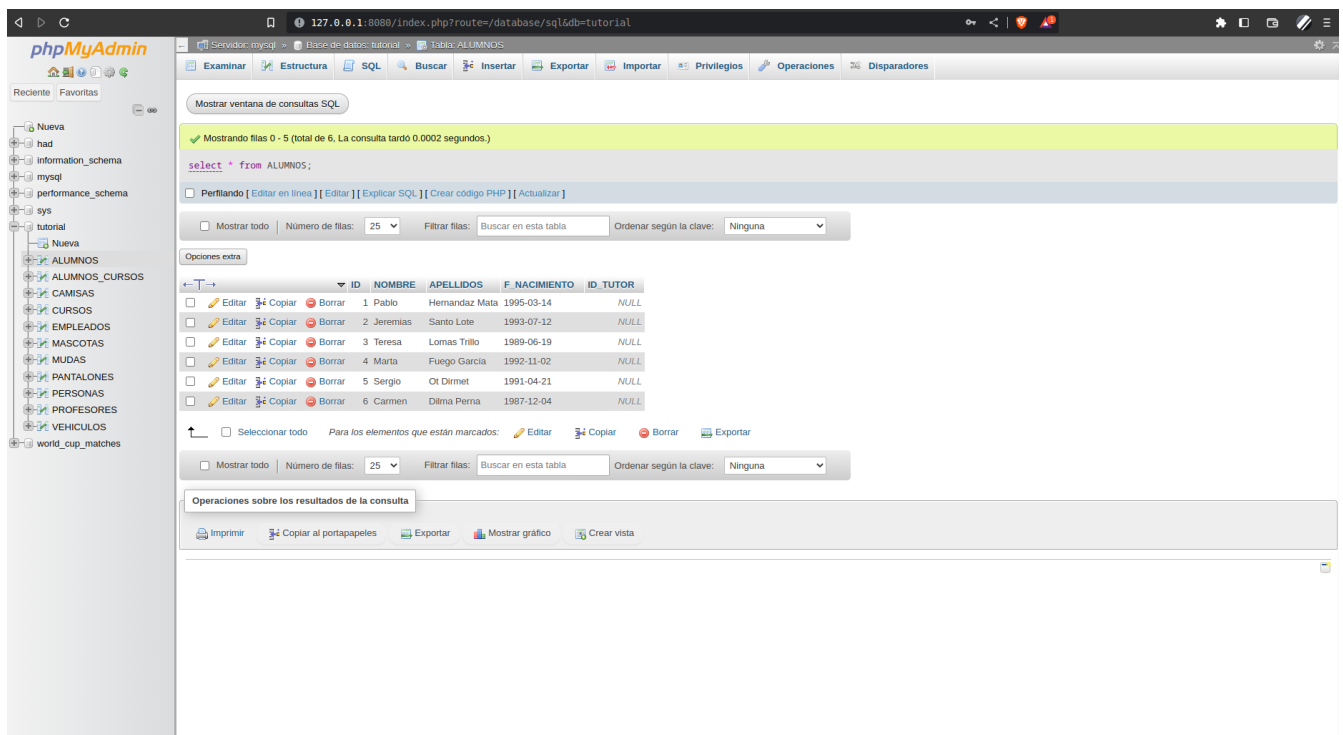 127.0.0.1:8080/index.php?route=/database/sql&db=tutorial
phpMyAdmin
Reciente Favoritas
Nueva
had
information_schema
mysql
performance_schema
sys
tutorial
Nueva
ALUMNOS
ALUMNOS_CURSOS
CAMISAS
CURSOS
EMPLEADOS
MASCOTAS
MUDAS
PANTALONES
PERSONAS
PROFESORES
VEHICULOS
world_cup_matches
Servidor: mysql » Base de datos: tutorial » Tabla: ALUMNOS
Examinar Estructura SQL Buscar Insertar Exportar Importar Privilegios Operaciones Disparadores
Mostrar ventana de consultas SQL
Mostrando filas 0 - 5 (total de 6, La consulta tardó 0.0002 segundos.)
select * from ALUMNOS;
Perfilando [ Editar en línea ] [ Editar ] [ Explicar SQL ] [ Crear código PHP ] [ Actualizar ]
Mostrar todo | Número de filas: 25 Filtrar filas: Buscar en esta tabla Ordenar según la clave: Ninguna
Opciones extra
←T→ ID NOMBRE APELLIDOS F_NACIMIENTO ID_TUTOR
Editar Copiar Borrar 1 Pablo Hernandaz Mata 1995-03-14 NULL
Editar Copiar Borrar 2 Jeremias Santo Lote 1993-07-12 NULL
Editar Copiar Borrar 3 Teresa Lomas Trillo 1989-06-19 NULL
Editar Copiar Borrar 4 Marta Fuego García 1992-11-02 NULL
Editar Copiar Borrar 5 Sergio Ot Dirmet 1991-04-21 NULL
Editar Copiar Borrar 6 Carmen Dilma Perna 1987-12-04 NULL
Seleccionar todo Para los elementos que están marcados: Editar Copiar Borrar Exportar
Mostrar todo | Número de filas: 25 Filtrar filas: Buscar en esta tabla Ordenar según la clave: Ninguna
Operaciones sobre los resultados de la consulta
Imprimir Copiar al portapapeles Exportar Mostrar gráfico Crear vista